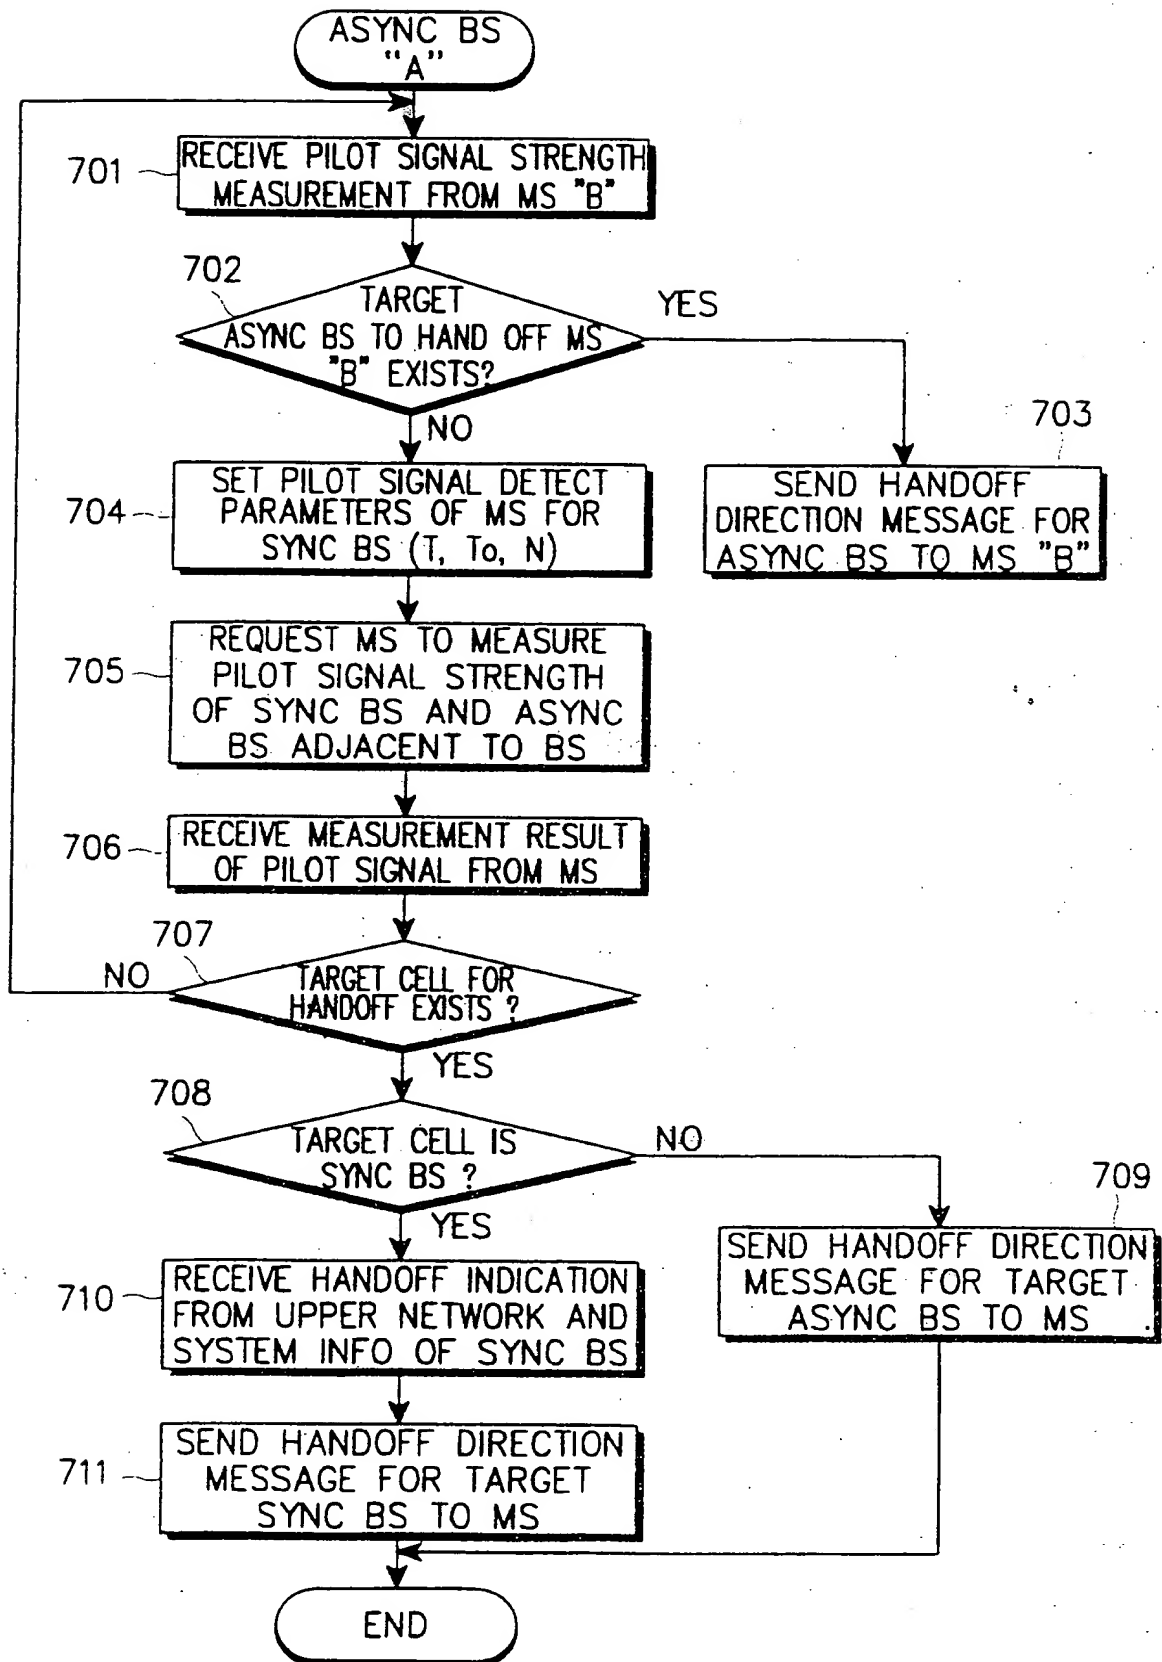 ASYNC BS
"A"
701
RECEIVE PILOT SIGNAL STRENGTH
MEASUREMENT FROM MS "B"
702
TARGET
ASYNC BS TO HAND OFF MS
"B" EXISTS?
YES
NO
703
SEND HANDOFF
DIRECTION MESSAGE FOR
ASYNC BS TO MS "B"
704
SET PILOT SIGNAL DETECT
PARAMETERS OF MS FOR
SYNC BS (T, To, N)
705
REQUEST MS TO MEASURE
PILOT SIGNAL STRENGTH
OF SYNC BS AND ASYNC
BS ADJACENT TO BS
706
RECEIVE MEASUREMENT RESULT
OF PILOT SIGNAL FROM MS
707
NO
TARGET CELL FOR
HANDOFF EXISTS ?
YES
708
TARGET CELL IS
SYNC BS ?
NO
YES
709
SEND HANDOFF DIRECTION
MESSAGE FOR TARGET
ASYNC BS TO MS
710
RECEIVE HANDOFF INDICATION
FROM UPPER NETWORK AND
SYSTEM INFO OF SYNC BS
711
SEND HANDOFF DIRECTION
MESSAGE FOR TARGET
SYNC BS TO MS
END